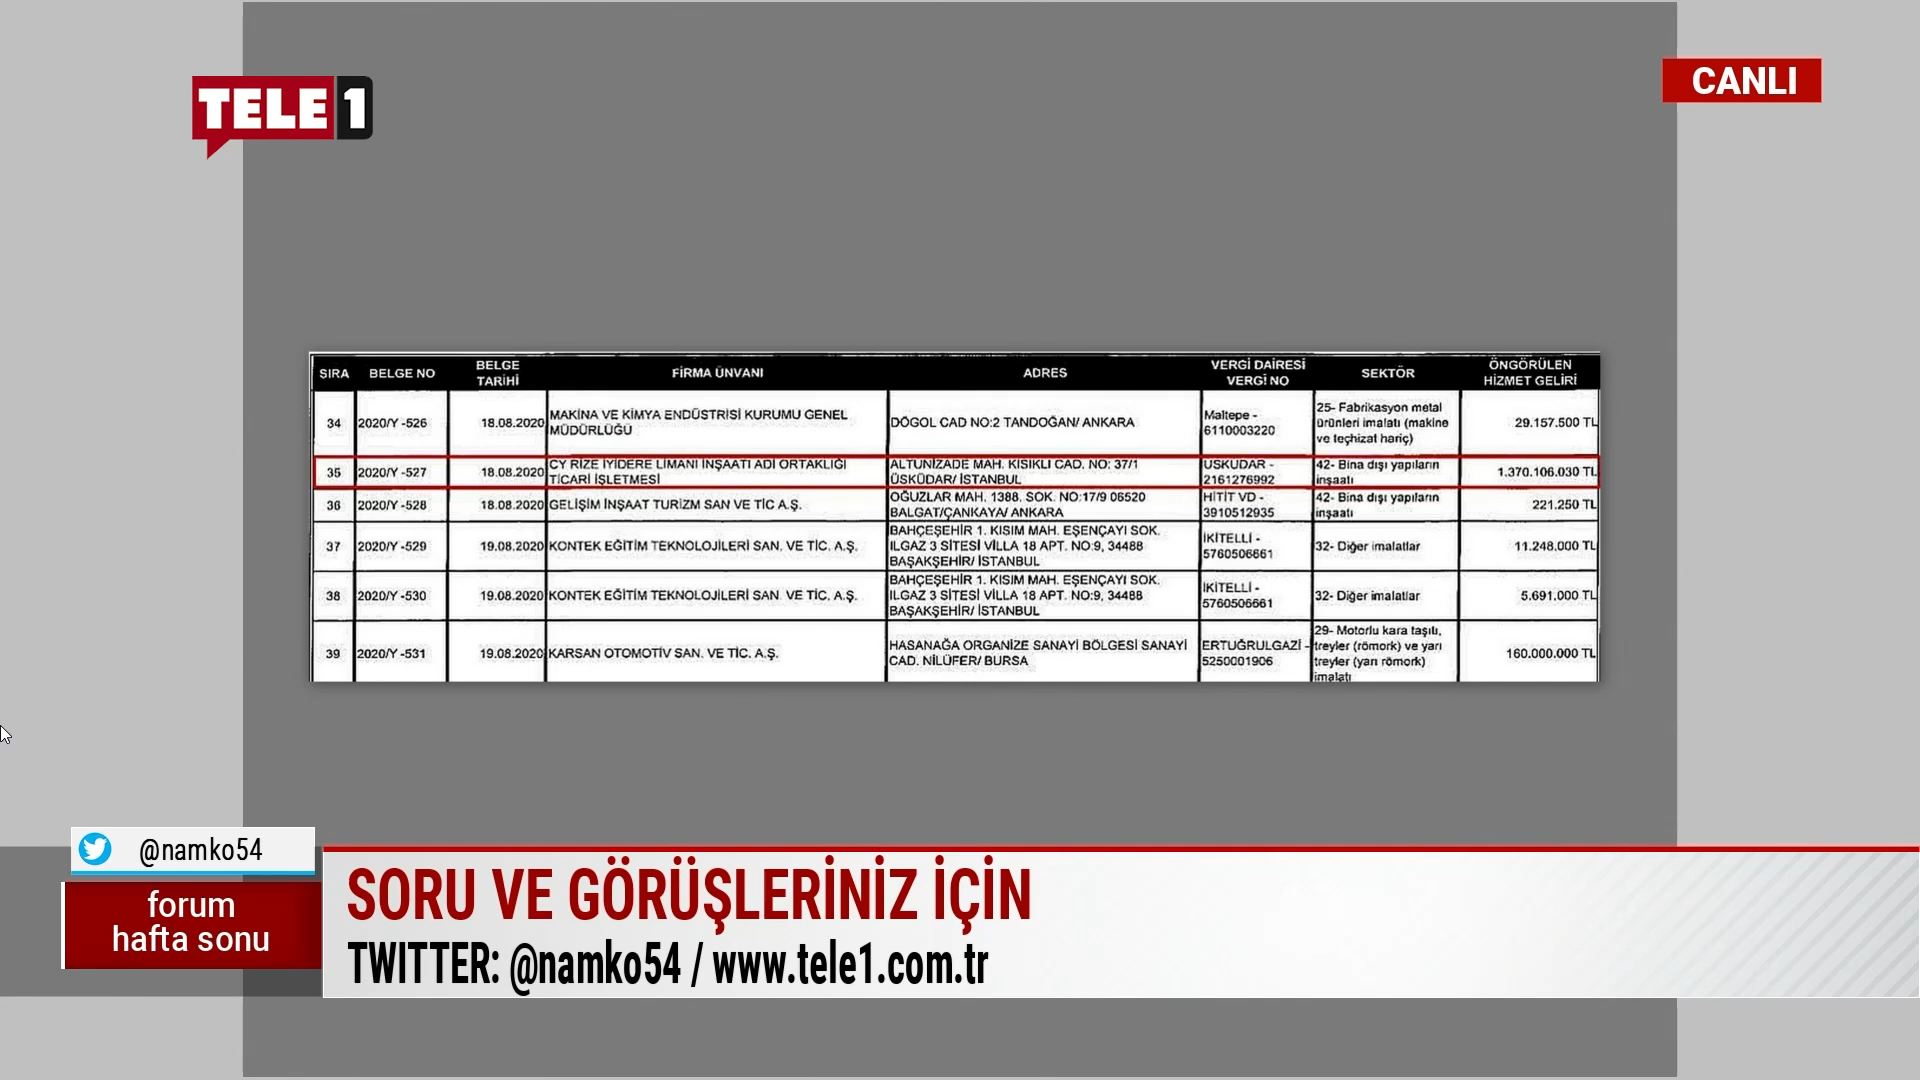 TELE1
CANLI
SIRA BELGE NO BELGE TARİHİ FİRMA ÜNVANI ADRES VERGİ DAİRESİ VERGİ NO SEKTÖR ÖNGÖRÜLEN HİZMET GELİRİ
34 2020/Y -526 18.08.2020 MAKİNA VE KİMYA ENDÜSTRİSİ KURUMU GENEL MÜDÜRLÜĞÜ DÖGOL CAD NO:2 TANDOĞAN/ ANKARA Maltepe - 6110003220 25- Fabrikasyon metal ürünleri imalatı (makine ve teçhizat hariç) 29.157.500 TL
35 2020/Y -527 18.08.2020 CY RİZE İYİDERE LİMANI İNŞAATI ADİ ORTAKLIĞI TİCARİ İŞLETMESİ ALTUNİZADE MAH. KISIKLI CAD. NO: 37/1 ÜSKÜDAR/ İSTANBUL ÜSKÜDAR - 2161276992 42- Bina dışı yapıların inşaatı 1.370.106.030 TL
36 2020/Y -528 18.08.2020 GELİŞİM İNŞAAT TURİZM SAN VE TİC A.Ş. OĞUZLAR MAH. 1388. SOK. NO:17/9 06520 BALGAT/ÇANKAYA/ ANKARA HİTİT VD - 3910512935 42- Bina dışı yapıların inşaatı 221.250 TL
37 2020/Y -529 19.08.2020 KONTEK EĞİTİM TEKNOLOJİLERİ SAN. VE TİC. A.Ş. BAHÇEŞEHİR 1. KISIM MAH. EŞENÇAYI SOK. ILGAZ 3 SİTESİ VİLLA 18 APT. NO:9, 34488 BAŞAKŞEHİR/ İSTANBUL İKİTELLİ - 5760506661 32- Diğer imalatlar 11.248.000 TL
38 2020/Y -530 19.08.2020 KONTEK EĞİTİM TEKNOLOJİLERİ SAN. VE TİC. A.Ş. BAHÇEŞEHİR 1. KISIM MAH. EŞENÇAYI SOK. ILGAZ 3 SİTESİ VİLLA 18 APT. NO:9, 34488 BAŞAKŞEHİR/ İSTANBUL İKİTELLİ - 5760506661 32- Diğer imalatlar 5.691.000 TL
39 2020/Y -531 19.08.2020 KARSAN OTOMOTİV SAN. VE TİC. A.Ş. HASANAĞA ORGANİZE SANAYİ BÖLGESİ SANAYİ CAD. NİLÜFER/ BURSA ERTUĞRULGAZİ - 5250001906 29- Motorlu kara taşıtı, treyler (römork) ve yarı treyler (yarı römork) imalatı 160.000.000 TL
@namko54
forum
hafta sonu
SORU VE GÖRÜŞLERİNİZ İÇİN
TWITTER: @namko54 / www.tele1.com.tr